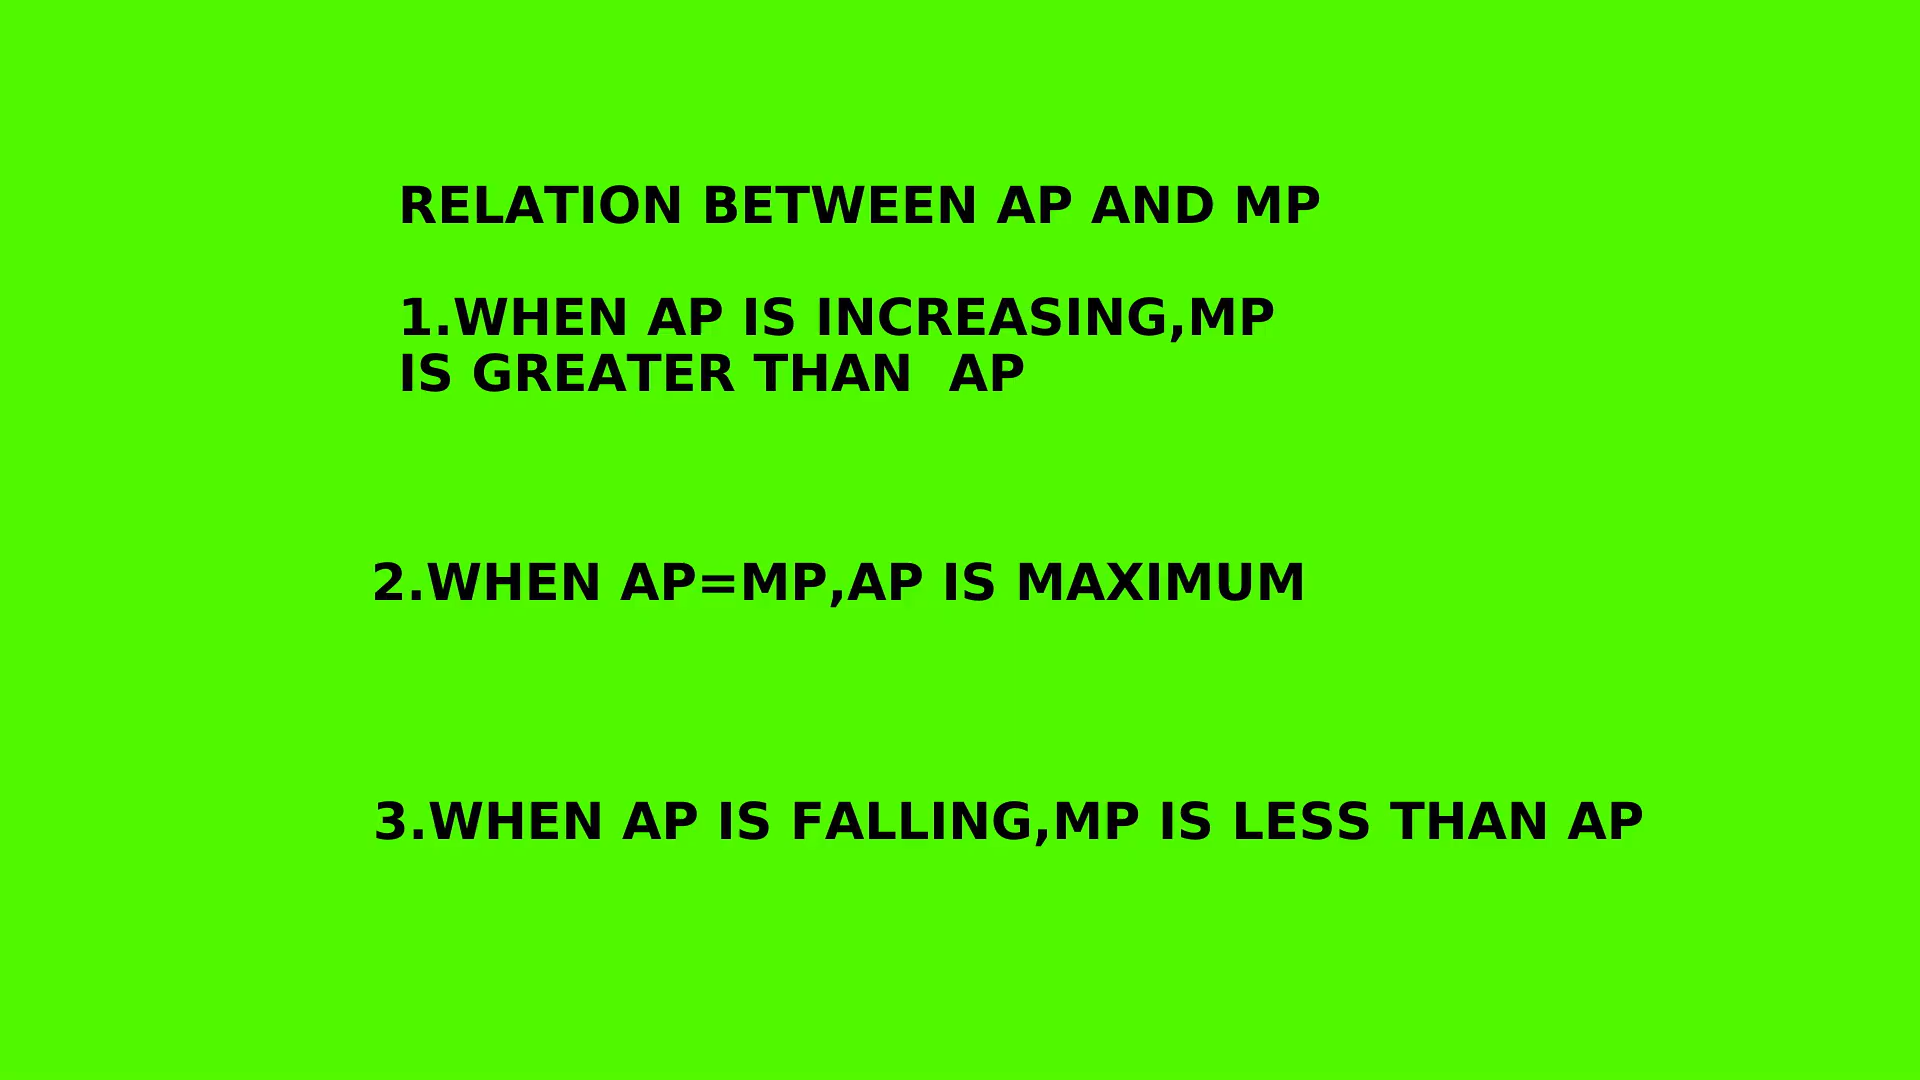 RELATION BETWEEN AP AND MP
1.WHEN AP IS INCREASING,MP
IS GREATER THAN  AP
2.WHEN AP=MP,AP IS MAXIMUM
3.WHEN AP IS FALLING,MP IS LESS THAN AP